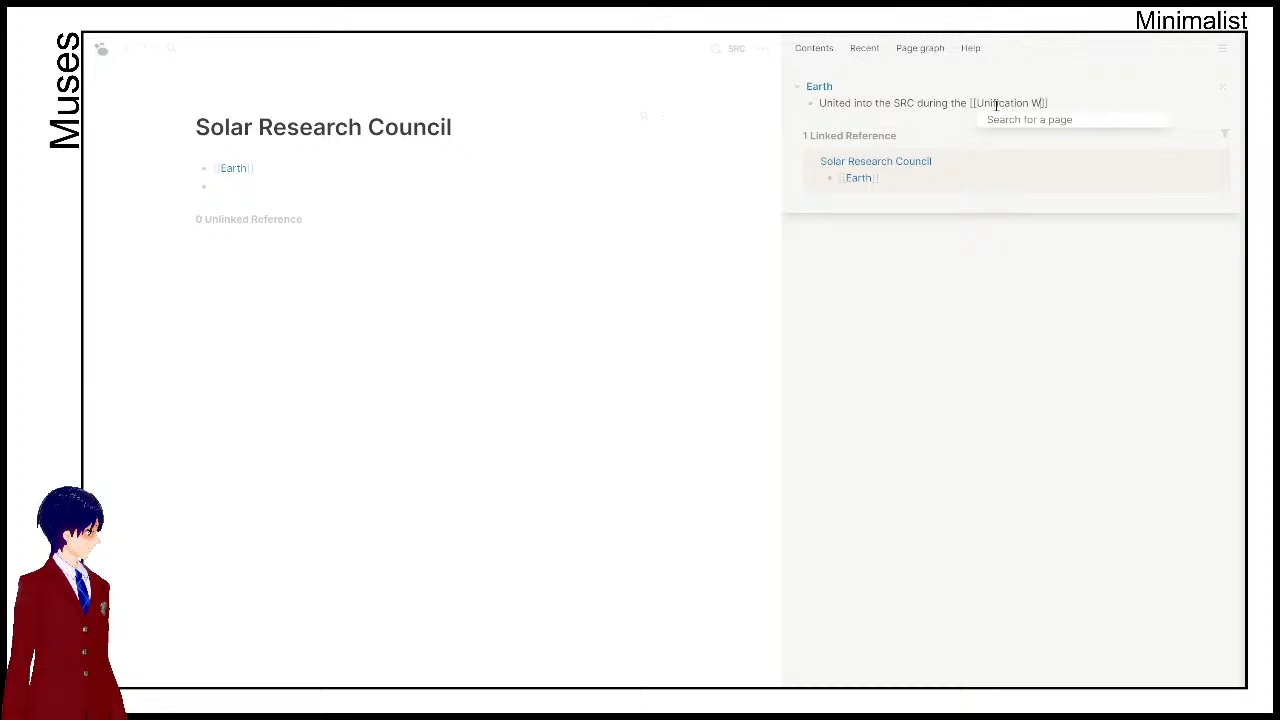 Minimalist
Muses
SRC
Contents Recent Page graph Help
Solar Research Council
[[Earth]]
0 Unlinked Reference
Earth
United into the SRC during the [[Unification W]]
Search for a page
1 Linked Reference
Solar Research Council
[[Earth]]